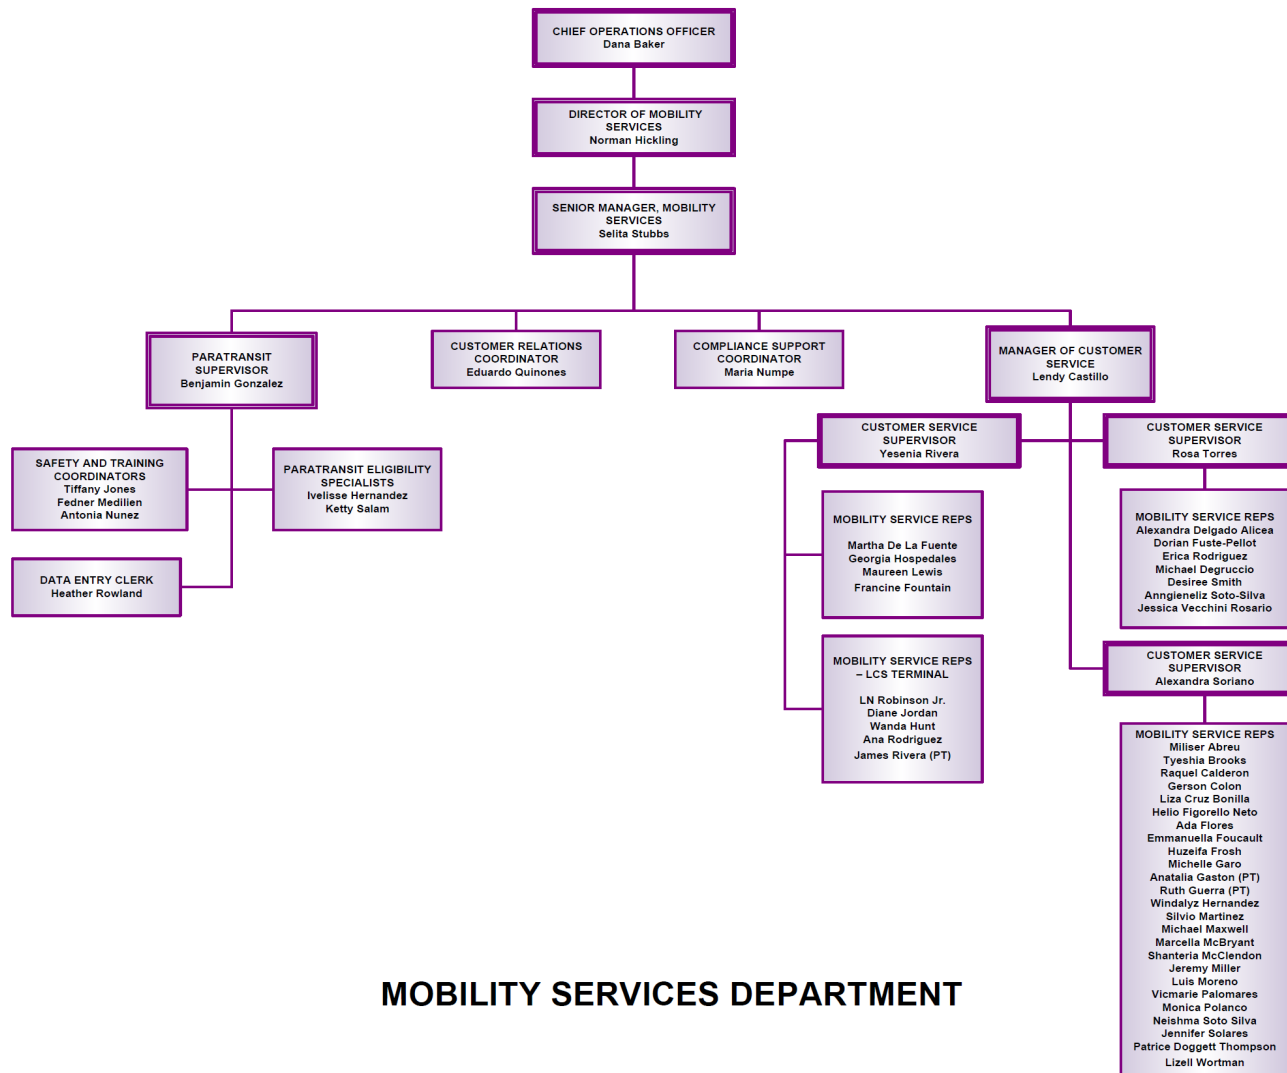 CHIEF OPERATIONS OFFICER
Dana Baker
DIRECTOR OF MOBILITY
SERVICES
Norman Hickling
SENIOR MANAGER, MOBILITY
SERVICES
Selita Stubbs
PARATRANSIT
SUPERVISOR
Benjamin Gonzalez
CUSTOMER RELATIONS
COORDINATOR
Eduardo Quinones
COMPLIANCE SUPPORT
COORDINATOR
Maria Numpe
MANAGER OF CUSTOMER
SERVICE
Lendy Castillo
SAFETY AND TRAINING
COORDINATORS
Tiffany Jones
Fedner Medilien
Antonia Nunez
PARATRANSIT ELIGIBILITY
SPECIALISTS
Ivelisse Hernandez
Ketty Salam
DATA ENTRY CLERK
Heather Rowland
CUSTOMER SERVICE
SUPERVISOR
Yesenia Rivera
MOBILITY SERVICE REPS
Martha De La Fuente
Georgia Hospedales
Maureen Lewis
Francine Fountain
MOBILITY SERVICE REPS
– LCS TERMINAL
LN Robinson Jr.
Diane Jordan
Wanda Hunt
Ana Rodriguez
James Rivera (PT)
CUSTOMER SERVICE
SUPERVISOR
Rosa Torres
MOBILITY SERVICE REPS
Alexandra Delgado Alicea
Dorian Fuste-Pellot
Erica Rodriguez
Michael Degruccio
Desiree Smith
Anngieneliz Soto-Silva
Jessica Vecchini Rosario
CUSTOMER SERVICE
SUPERVISOR
Alexandra Soriano
MOBILITY SERVICE REPS
Miliser Abreu
Tyeshia Brooks
Raquel Calderon
Gerson Colon
Liza Cruz Bonilla
Helio Figorello Neto
Ada Flores
Emmanuella Foucault
Huzeifa Frosh
Michelle Garo
Anatalia Gaston (PT)
Ruth Guerra (PT)
Windalyz Hernandez
Silvio Martinez
Michael Maxwell
Marcella McBryant
Shanteria McClendon
Jeremy Miller
Luis Moreno
Vicmarie Palomares
Monica Polanco
Neishma Soto Silva
Jennifer Solares
Patrice Doggett Thompson
Lizell Wortman
MOBILITY SERVICES DEPARTMENT